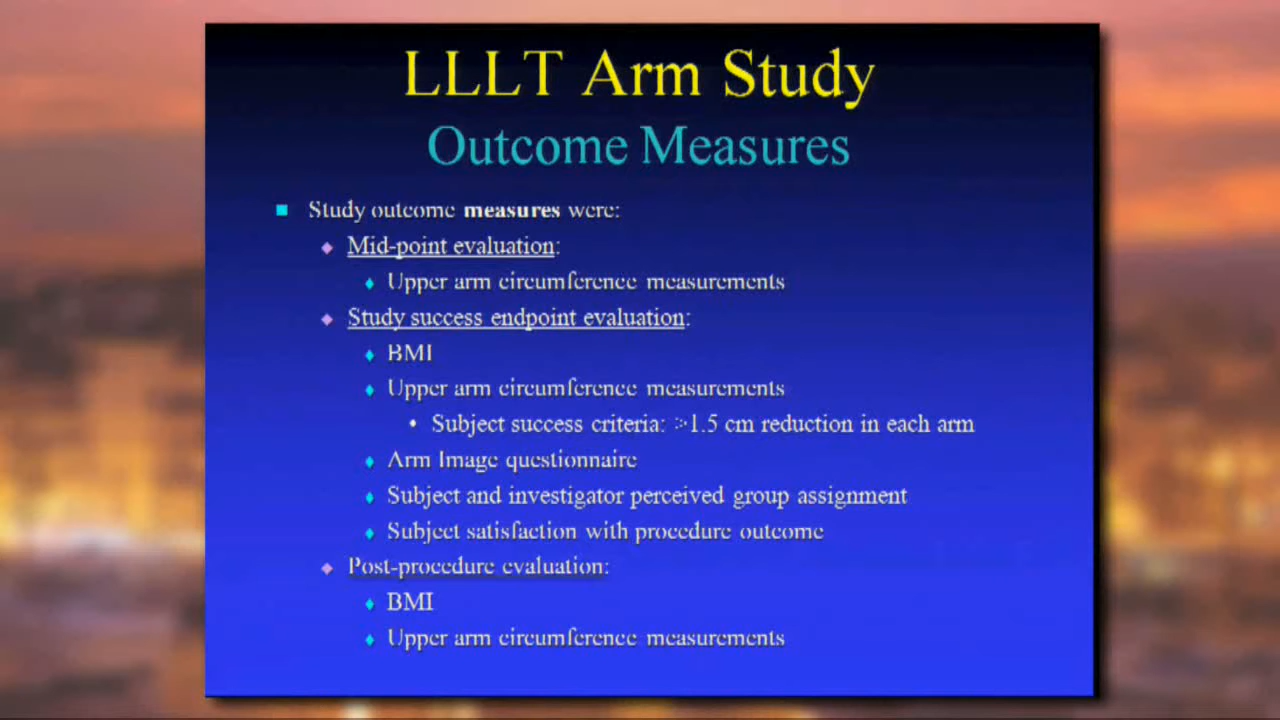 LLLT Arm Study
Outcome Measures
Study outcome measures were:
Mid-point evaluation:
Upper arm circumference measurements
Study success endpoint evaluation:
BMI
Upper arm circumference measurements
• Subject success criteria: >1.5 cm reduction in each arm
Arm Image questionnaire
Subject and investigator perceived group assignment
Subject satisfaction with procedure outcome
Post-procedure evaluation:
BMI
Upper arm circumference measurements